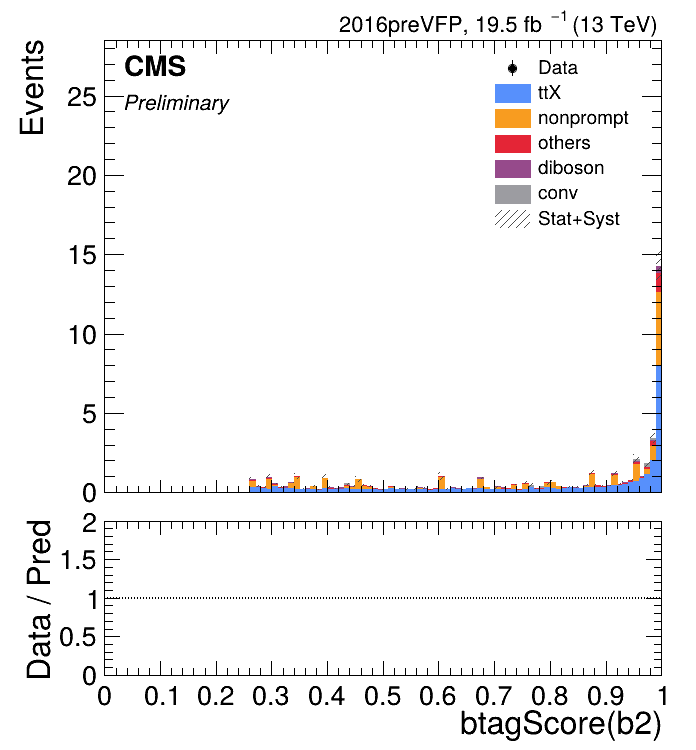 2016preVFP, 19.5 fb⁻¹ (13 TeV)
Events
CMS
Preliminary
Data
ttX
nonprompt
others
diboson
conv
Stat+Syst
25
20
15
10
5
0
Data / Pred
2
1.5
1
0.5
0
0 0.1 0.2 0.3 0.4 0.5 0.6 0.7 0.8 0.9 1
btagScore(b2)